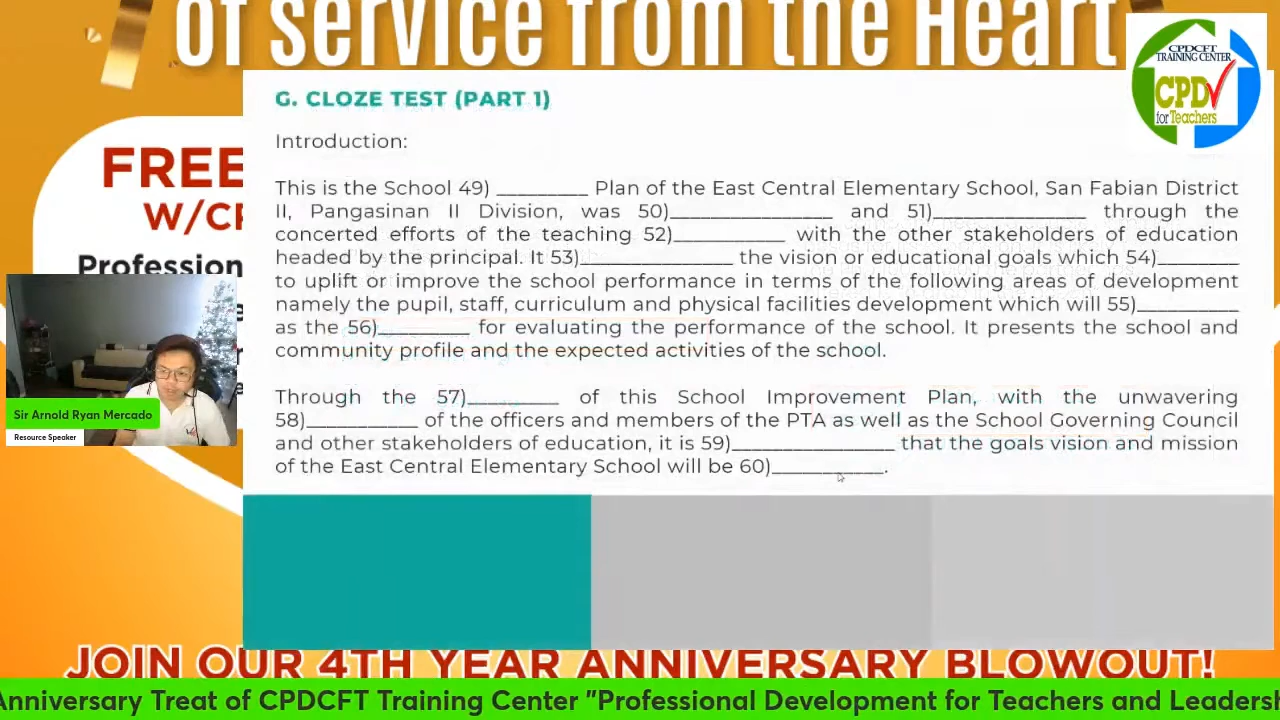 of service from the Heart
CPDCFT
TRAINING CENTER
CPD
for Teachers
G. CLOZE TEST (PART 1)
Introduction:
This is the School 49) _________ Plan of the East Central Elementary School, San Fabian District
II, Pangasinan II Division, was 50)________________ and 51)_______________ through the
concerted efforts of the teaching 52)___________ with the other stakeholders of education
headed by the principal. It 53)_______________ the vision or educational goals which 54)________
to uplift or improve the school performance in terms of the following areas of development
namely the pupil, staff, curriculum and physical facilities development which will 55)__________
as the 56)_________ for evaluating the performance of the school. It presents the school and
community profile and the expected activities of the school.
Through the 57)_________ of this School Improvement Plan, with the unwavering
58)___________ of the officers and members of the PTA as well as the School Governing Council
and other stakeholders of education, it is 59)________________ that the goals vision and mission
of the East Central Elementary School will be 60)___________.
FREE
W/CP
Profession
Sir Arnold Ryan Mercado
Resource Speaker
JOIN OUR 4TH YEAR ANNIVERSARY BLOWOUT!
Anniversary Treat of CPDCFT Training Center "Professional Development for Teachers and Leadersh